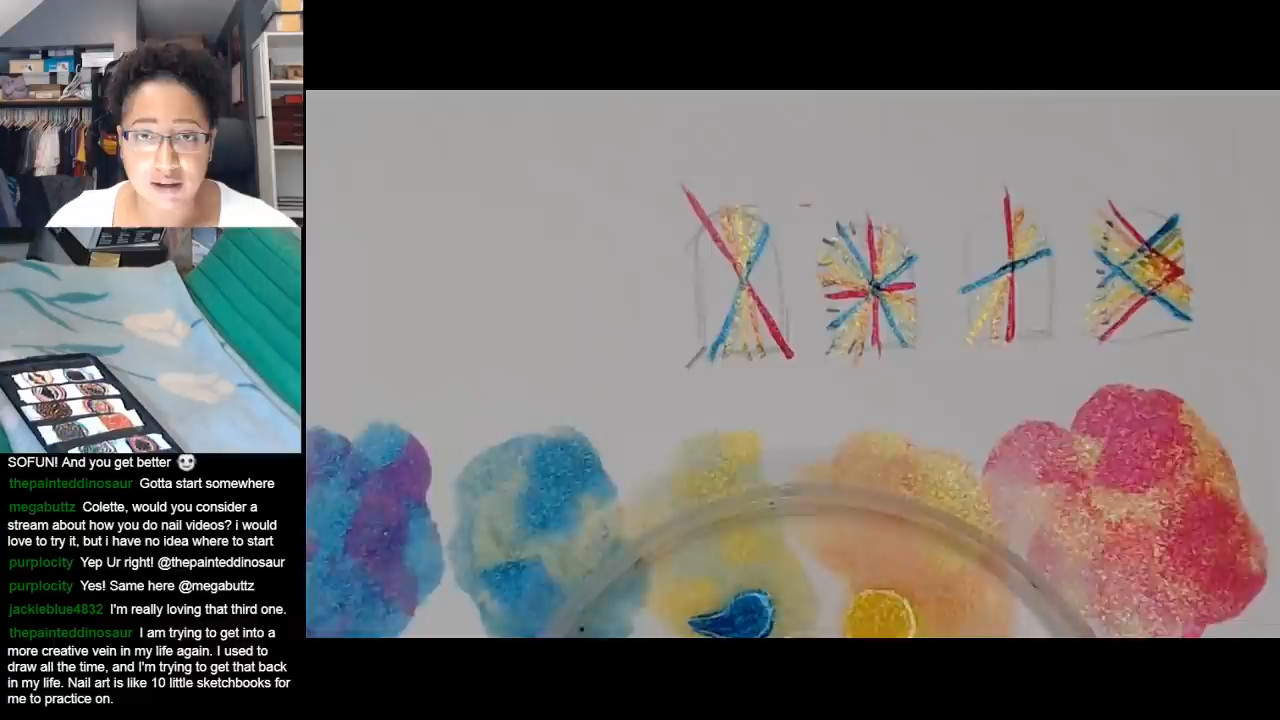 SOFUN! And you get better
thepainteddinosaur Gotta start somewhere
megabuttz Colette, would you consider a
stream about how you do nail videos? i would
love to try it, but i have no idea where to start
purplocity Yep Ur right! @thepainteddinosaur
purplocity Yes! Same here @megabuttz
jackieblue4832 I'm really loving that third one.
thepainteddinosaur I am trying to get into a
more creative vein in my life again. I used to
draw all the time, and I'm trying to get that back
in my life. Nail art is like 10 little sketchbooks for
me to practice on.